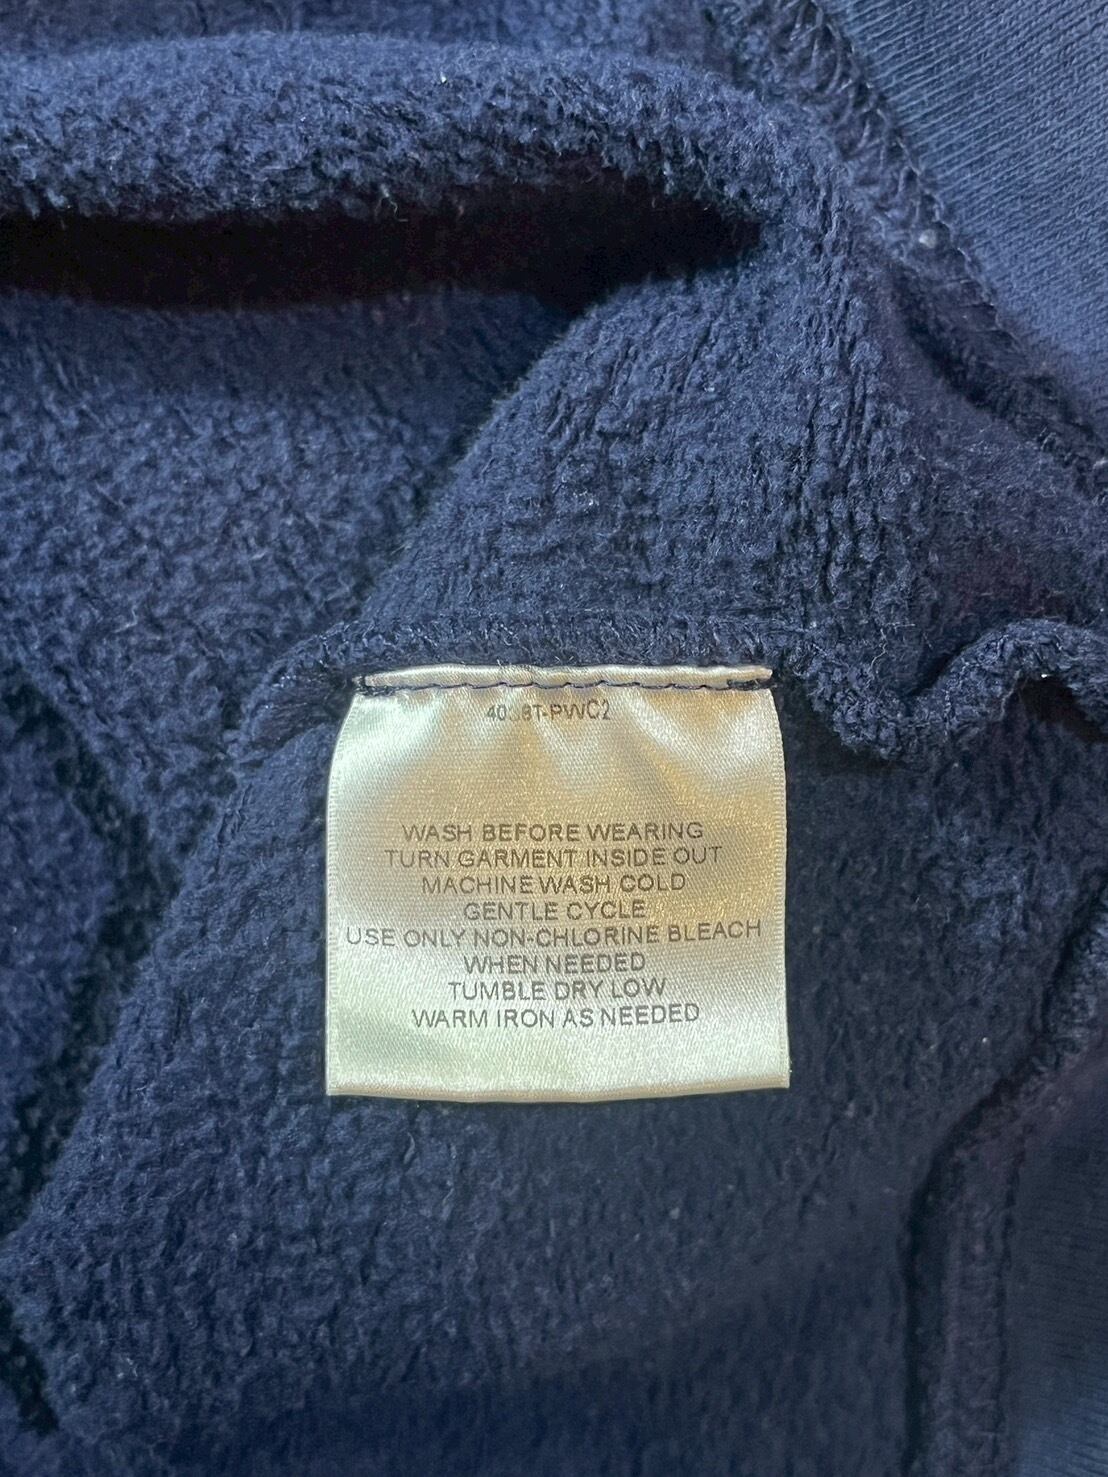 WASH BEFORE WEARING
TURN GARMENT INSIDE OUT
MACHINE WASH COLD
GENTLE CYCLE
USE ONLY NON-CHLORINE BLEACH
WHEN NEEDED
TUMBLE DRY LOW
WARM IRON AS NEEDED